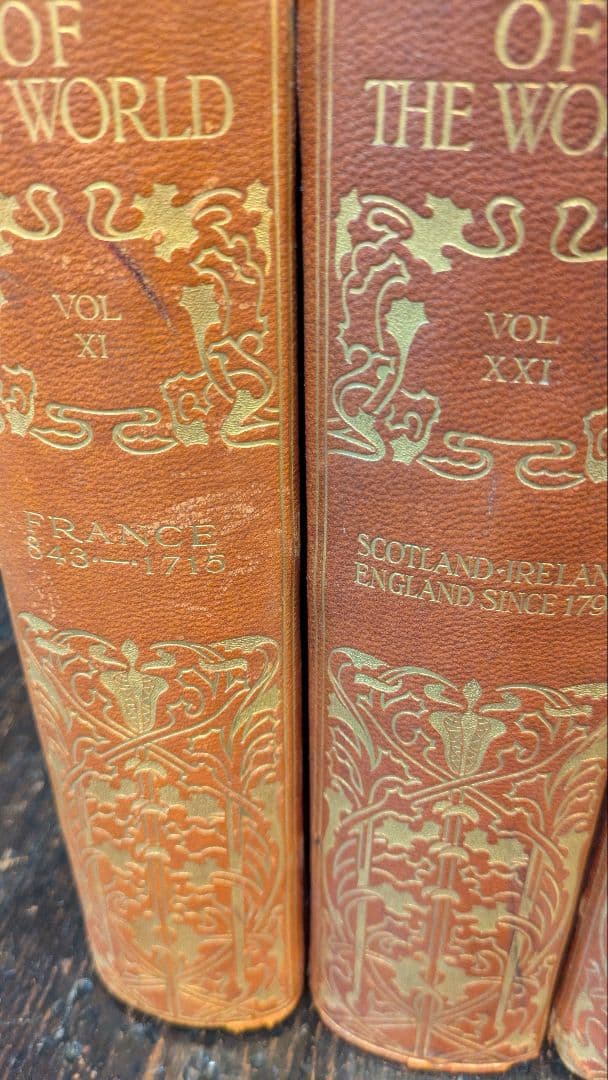 OF
WORLD
VOL
XI
FRANCE
843·—·1715
OF
THE WO
VOL
XXI
SCOTLAND·IRELAN
ENGLAND SINCE 179